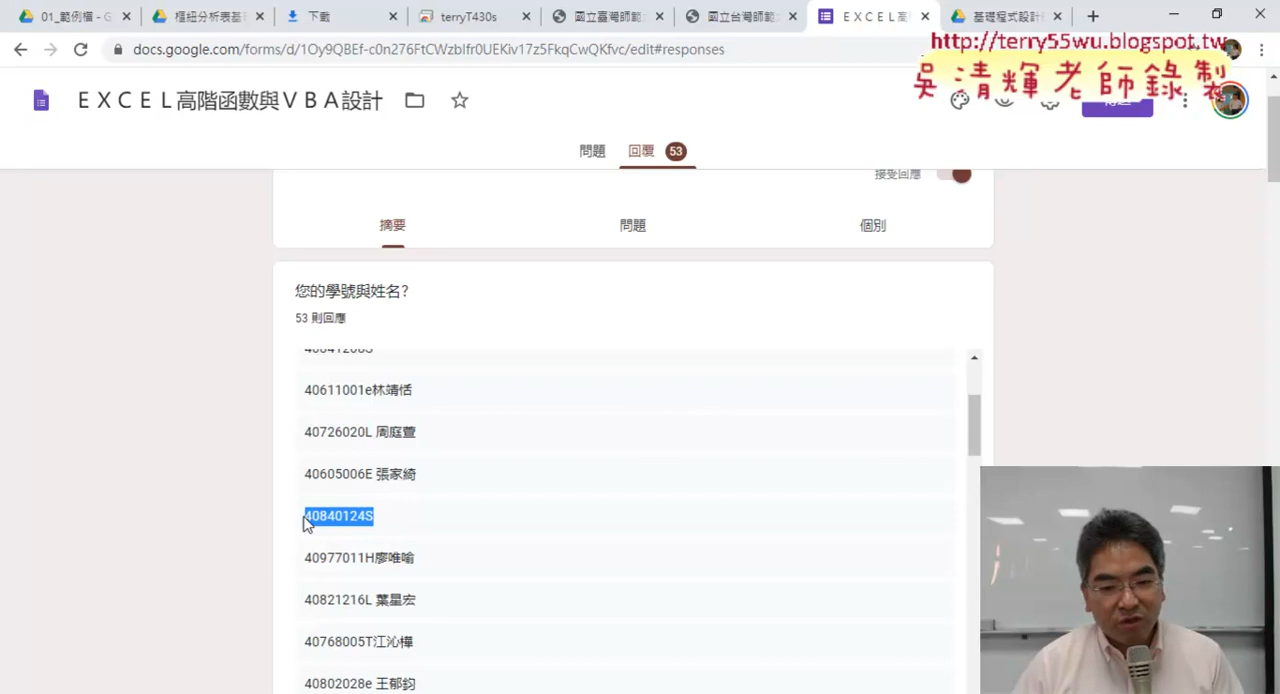 01_範例檔 - G
樞紐分析表基礎
下載
terryT430s
國立臺灣師範
國立台灣師範
EXCEL高
基礎程式設計
docs.google.com/forms/d/1Oy9QBEf-c0n276FtCWzbIfr0UEKiv17z5FkqCwQKfvc/edit#responses
http://terry55wu.blogspot.tw
吳清輝老師錄製
ＥＸＣＥＬ高階函數與ＶＢＡ設計
問題 回覆 53
接受回應
摘要 問題 個別
您的學號與姓名?
53 則回應
40841206S
40611001e林靖恬
40726020L 周庭萱
40605006E 張家綺
40840124S
40977011H廖唯喻
40821216L 葉星宏
40768005T江沁樺
40802028e 王郁鈞